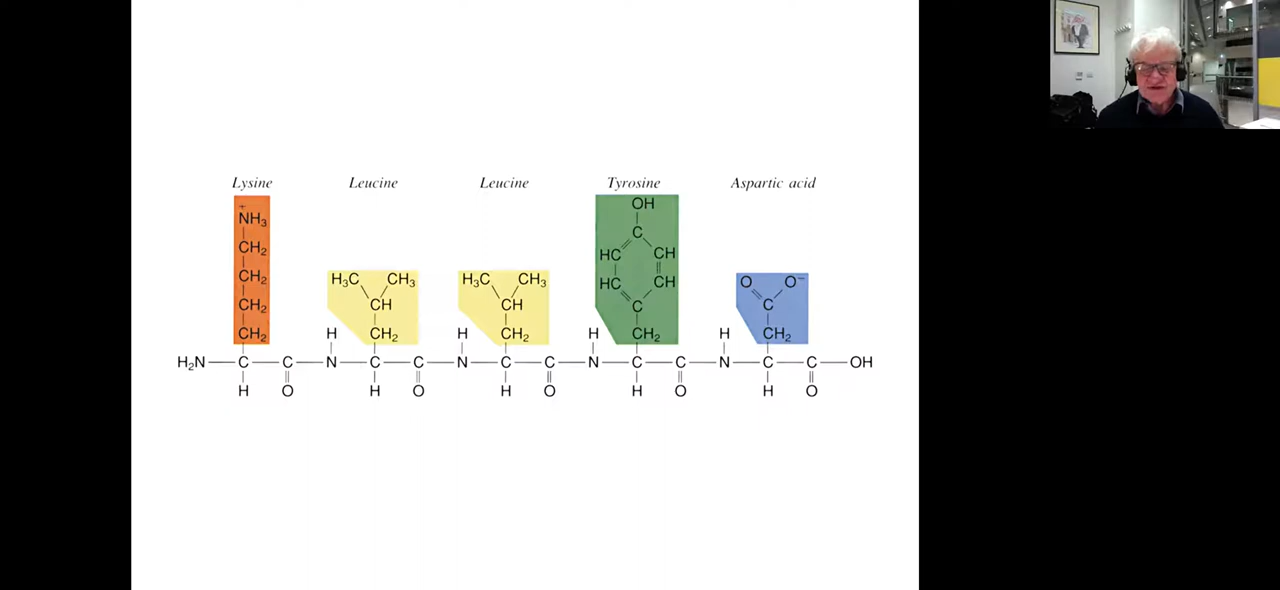 Lysine Leucine Leucine Tyrosine Aspartic acid
+ OH
NH₃ C
CH₂ HC CH
CH₂ H₃C CH₃ H₃C CH₃ HC CH O O⁻
CH₂ CH CH C C
CH₂ H CH₂ H CH₂ H CH₂ H CH₂
H₂N C C N C C N C C N C C N C C OH
H O H O H O H O H O